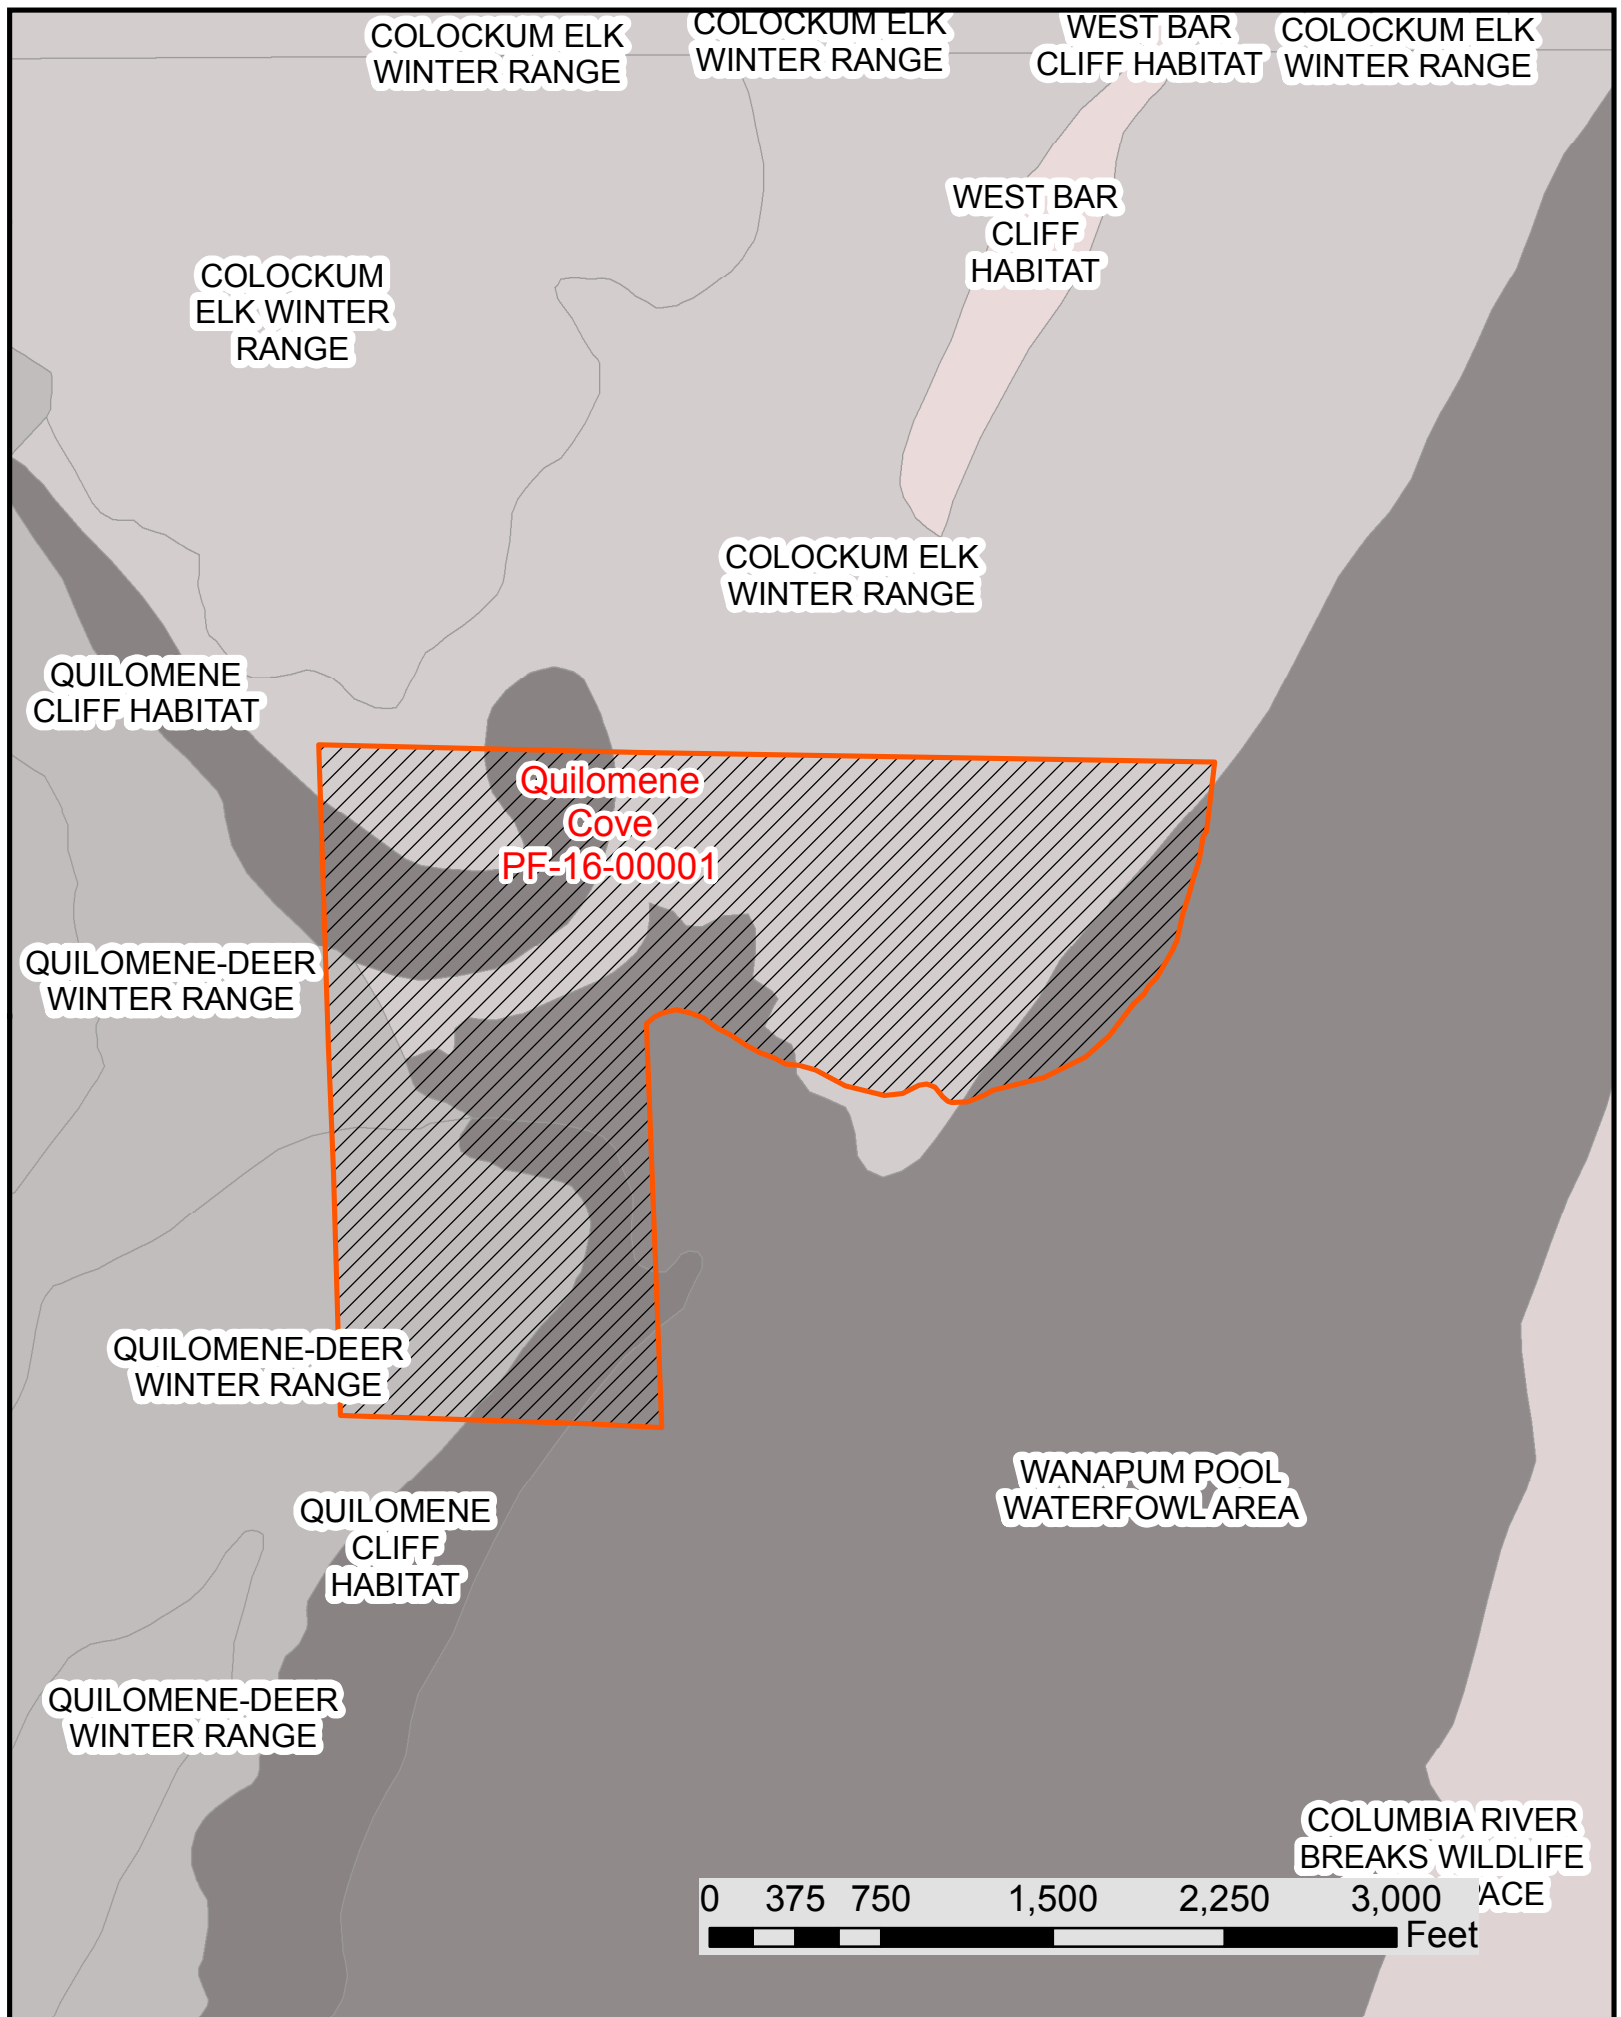 COLOCKUM ELK
WINTER RANGE
COLOCKUM ELK
WINTER RANGE
WEST BAR
CLIFF HABITAT
COLOCKUM ELK
WINTER RANGE
WEST BAR
CLIFF
HABITAT
COLOCKUM
ELK WINTER
RANGE
COLOCKUM ELK
WINTER RANGE
QUILOMENE
CLIFF HABITAT
Quilomene
Cove
PF-16-00001
QUILOMENE-DEER
WINTER RANGE
QUILOMENE-DEER
WINTER RANGE
WANAPUM POOL
WATERFOWL AREA
QUILOMENE
CLIFF
HABITAT
QUILOMENE-DEER
WINTER RANGE
COLUMBIA RIVER
BREAKS WILDLIFE
0 375 750 1,500 2,250 3,000
Feet